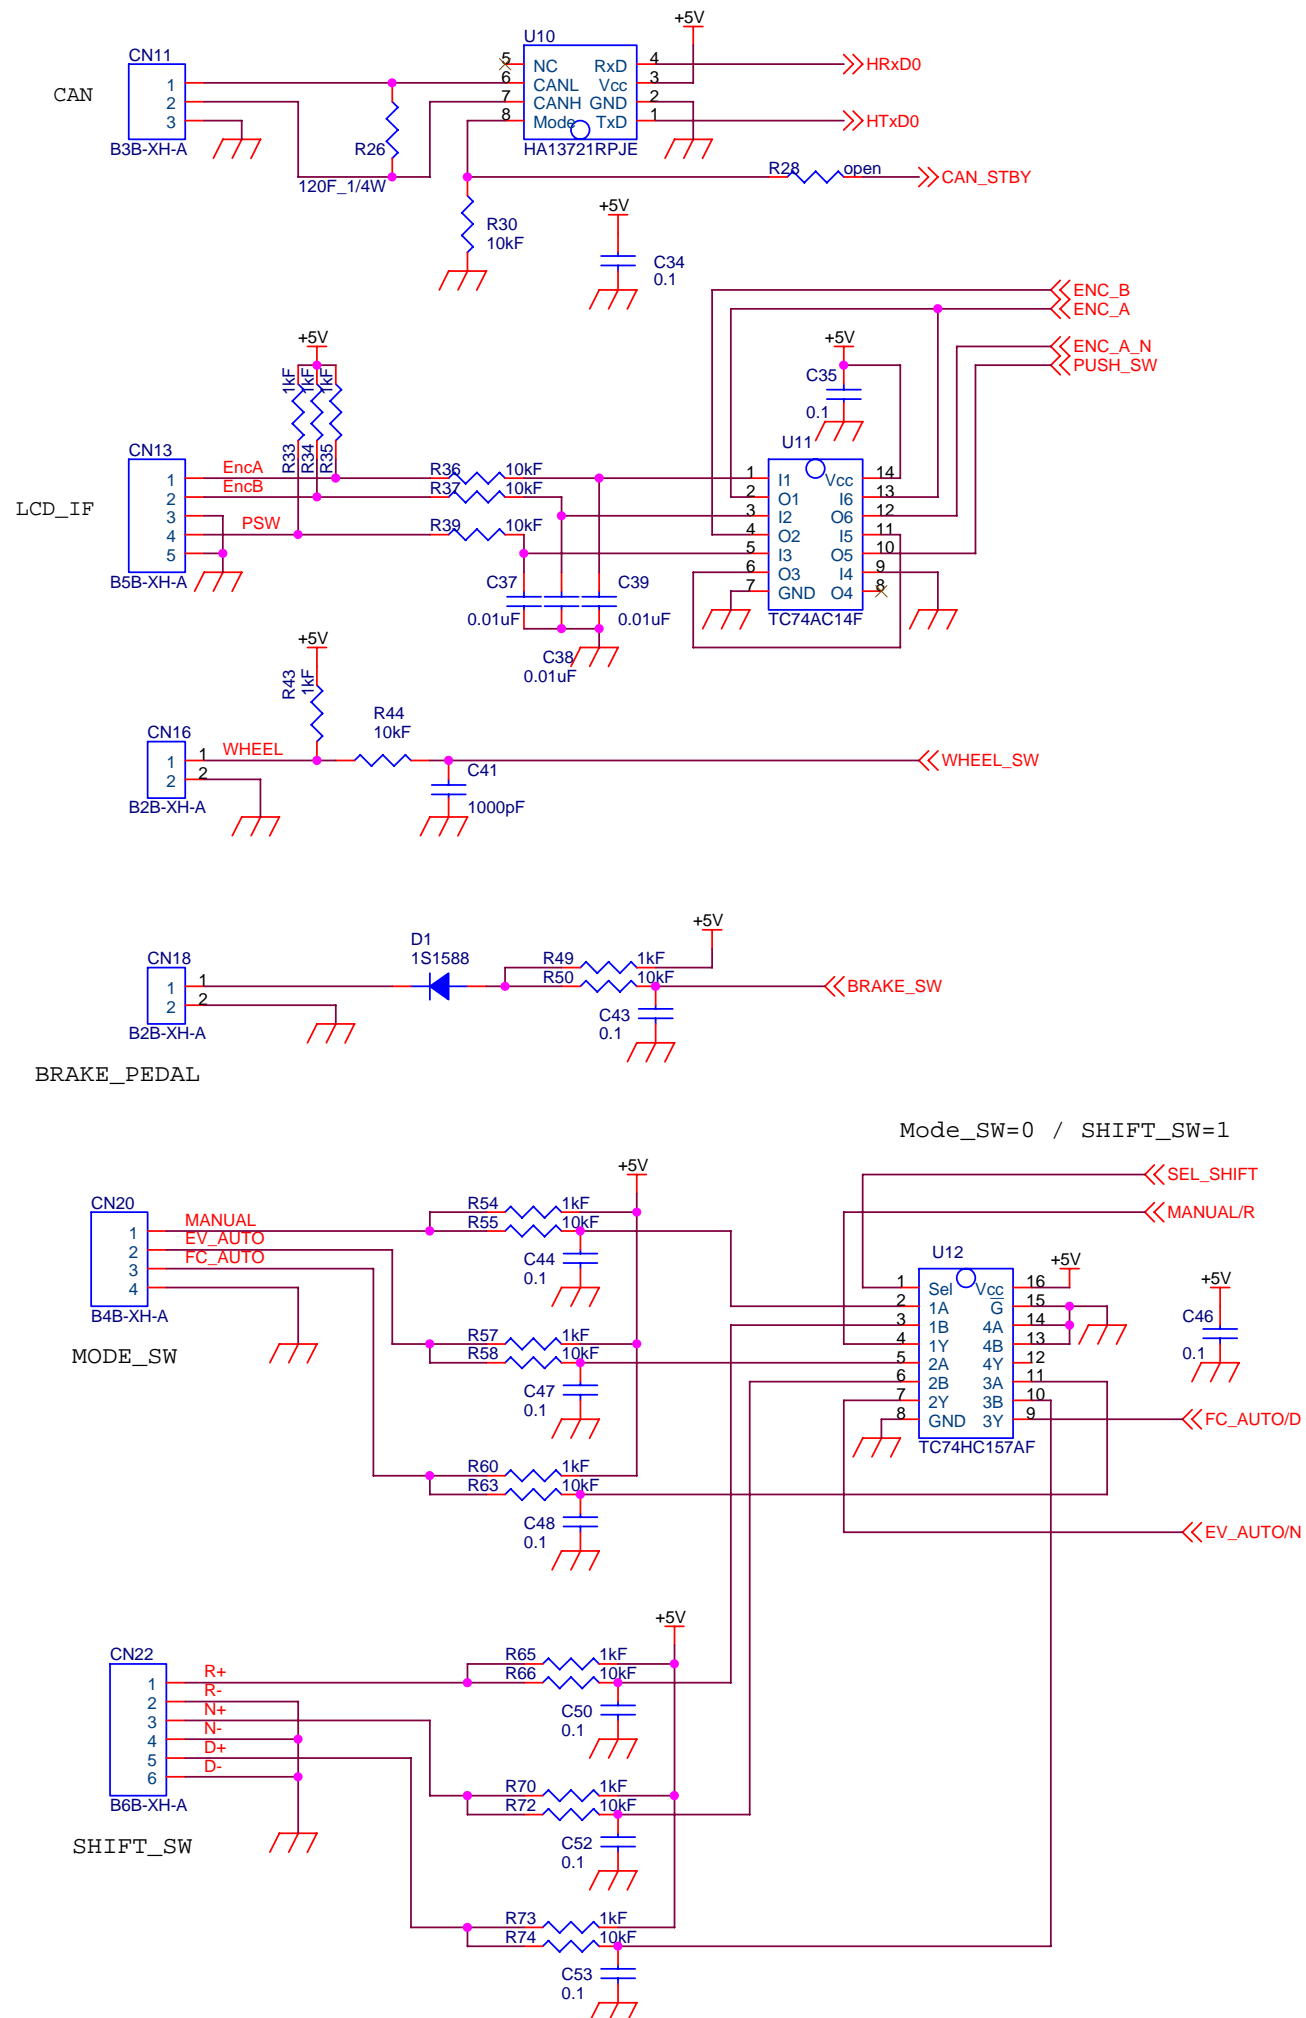 CAN
CN11
1
2
3
B3B-XH-A
R26
120F_1/4W
U10
5 NC RxD 4
6 CANL Vcc 3
7 CANH GND 2
8 Mode TxD 1
HA13721RPJE
+5V
HRxD0
HTxD0
R28 open
CAN_STBY
R30
10kF
+5V
C34
0.1
ENC_B
ENC_A
ENC_A_N
PUSH_SW
+5V
1kF
1kF
1kF
R33
R34
R35
+5V
C35
0.1
LCD_IF
CN13
1 EncA
2 EncB
3
4 PSW
5
B5B-XH-A
R36 10kF
R37 10kF
R39 10kF
C37
0.01uF
C39
0.01uF
C38
0.01uF
U11
1 I1 Vcc 14
2 O1 I6 13
3 I2 O6 12
4 O2 I5 11
5 I3 O5 10
6 O3 I4 9
7 GND O4 8
TC74AC14F
+5V
R43
1kF
R44
10kF
CN16
1 1 WHEEL
2 2
B2B-XH-A
C41
1000pF
WHEEL_SW
+5V
D1
1S1588
R49 1kF
R50 10kF
BRAKE_SW
CN18
1 1
2 2
B2B-XH-A
C43
0.1
BRAKE_PEDAL
Mode_SW=0 / SHIFT_SW=1
+5V
SEL_SHIFT
MANUAL/R
CN20
1 MANUAL
2 EV_AUTO
3 FC_AUTO
4
B4B-XH-A
MODE_SW
R54 1kF
R55 10kF
C44
0.1
R57 1kF
R58 10kF
C47
0.1
R60 1kF
R63 10kF
C48
0.1
U12
+5V
1 Sel Vcc 16
2 1A G 15
3 1B 4A 14
4 1Y 4B 13
5 2A 4Y 12
6 2B 3A 11
7 2Y 3B 10
8 GND 3Y 9
TC74HC157AF
+5V
C46
0.1
FC_AUTO/D
EV_AUTO/N
+5V
CN22
1 R+
2 R-
3 N+
4 N-
5 D+
6 D-
B6B-XH-A
SHIFT_SW
R65 1kF
R66 10kF
C50
0.1
R70 1kF
R72 10kF
C52
0.1
R73 1kF
R74 10kF
C53
0.1